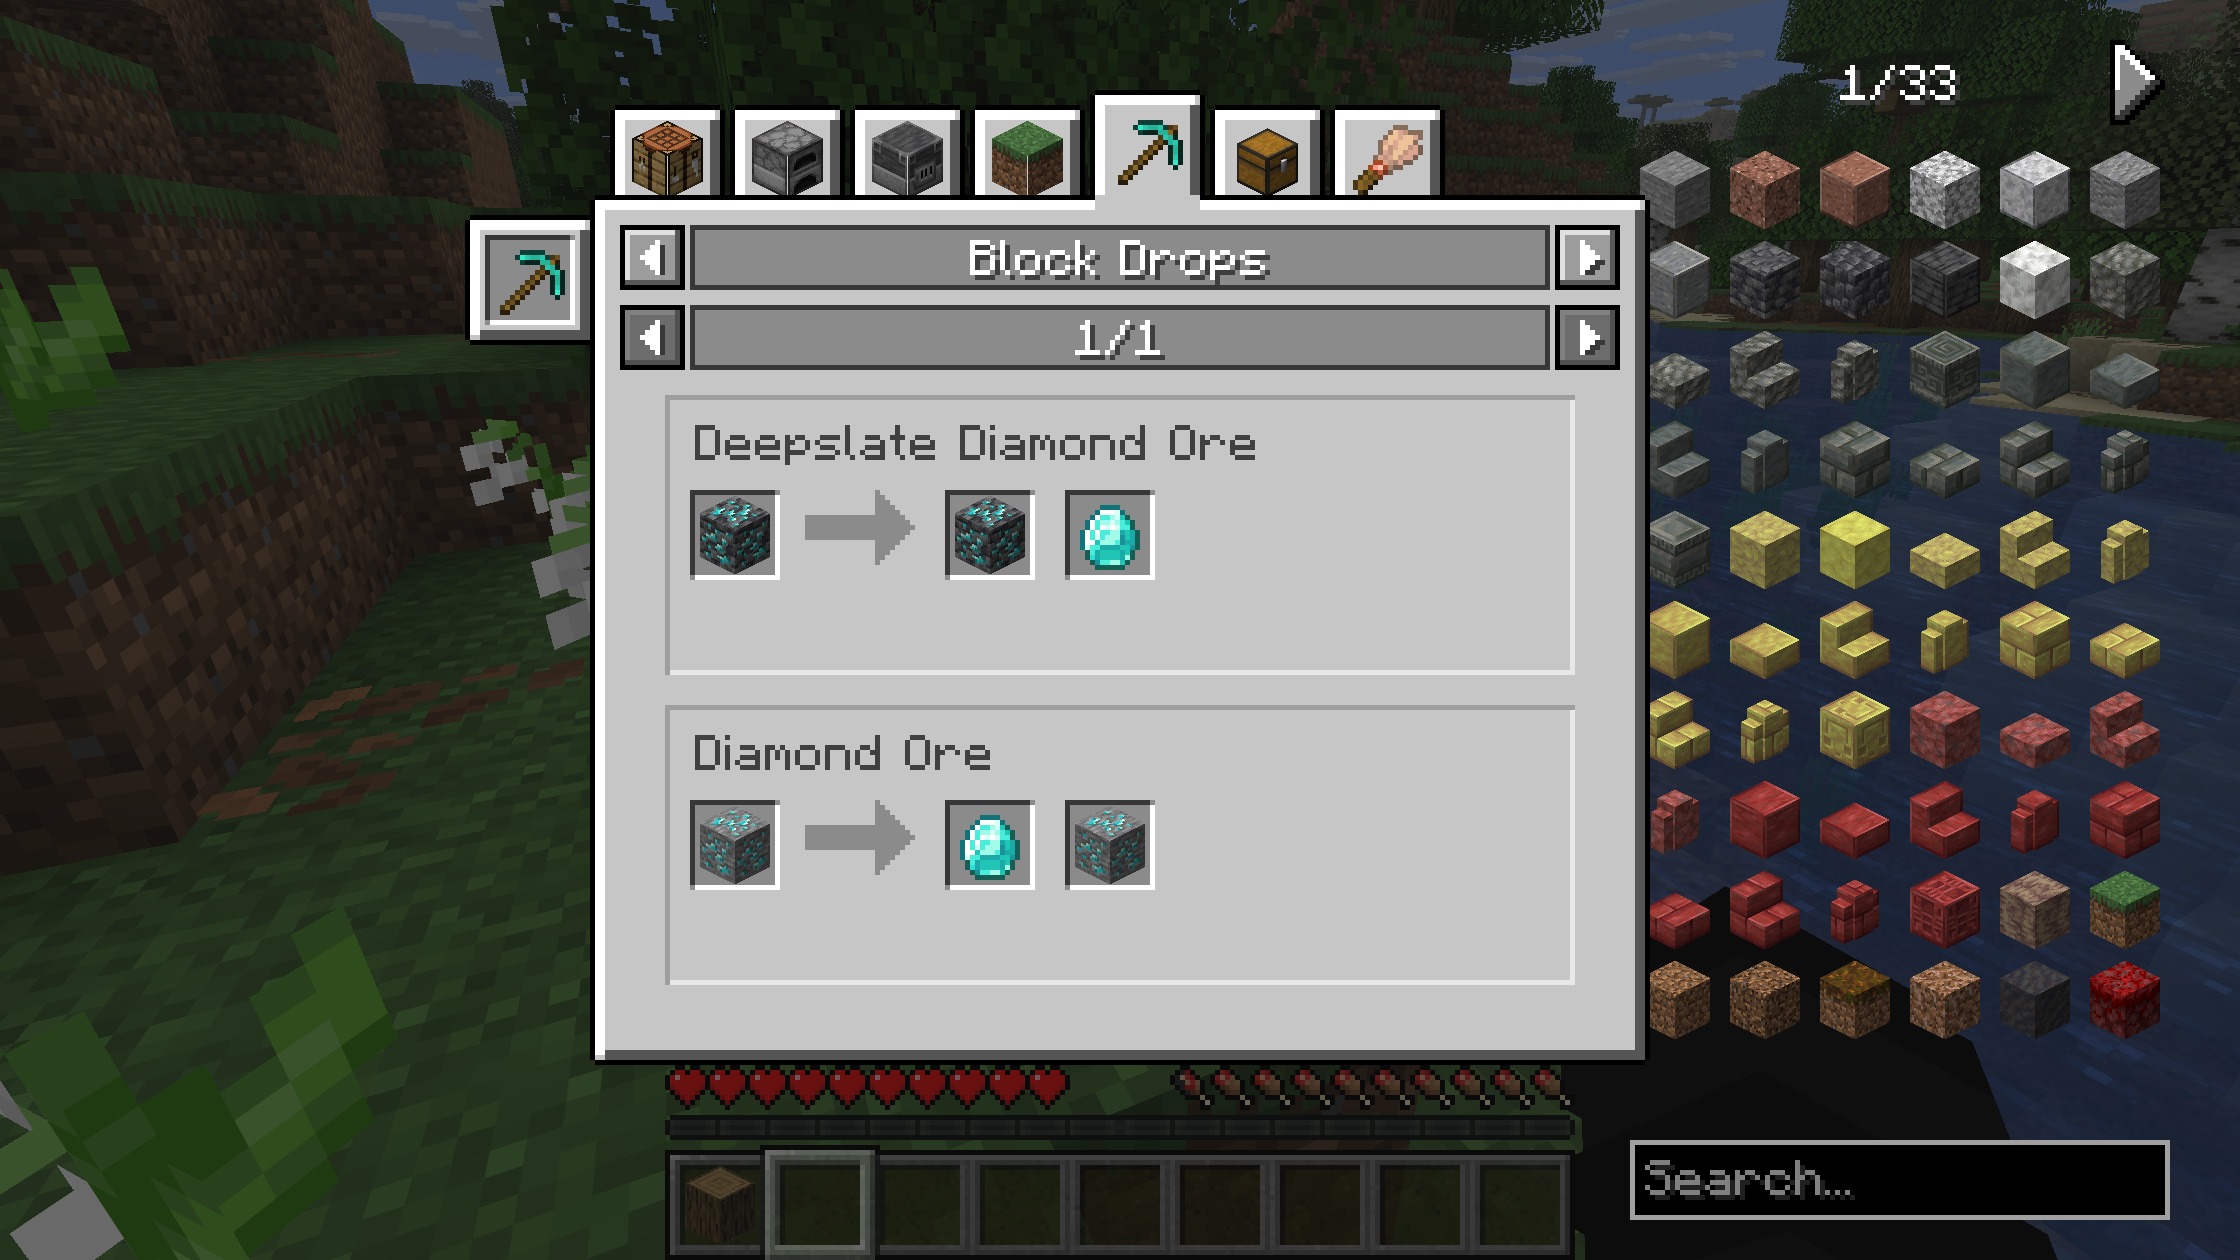 1/33
Block Drops
1/1
Deepslate Diamond Ore
Diamond Ore
Search...